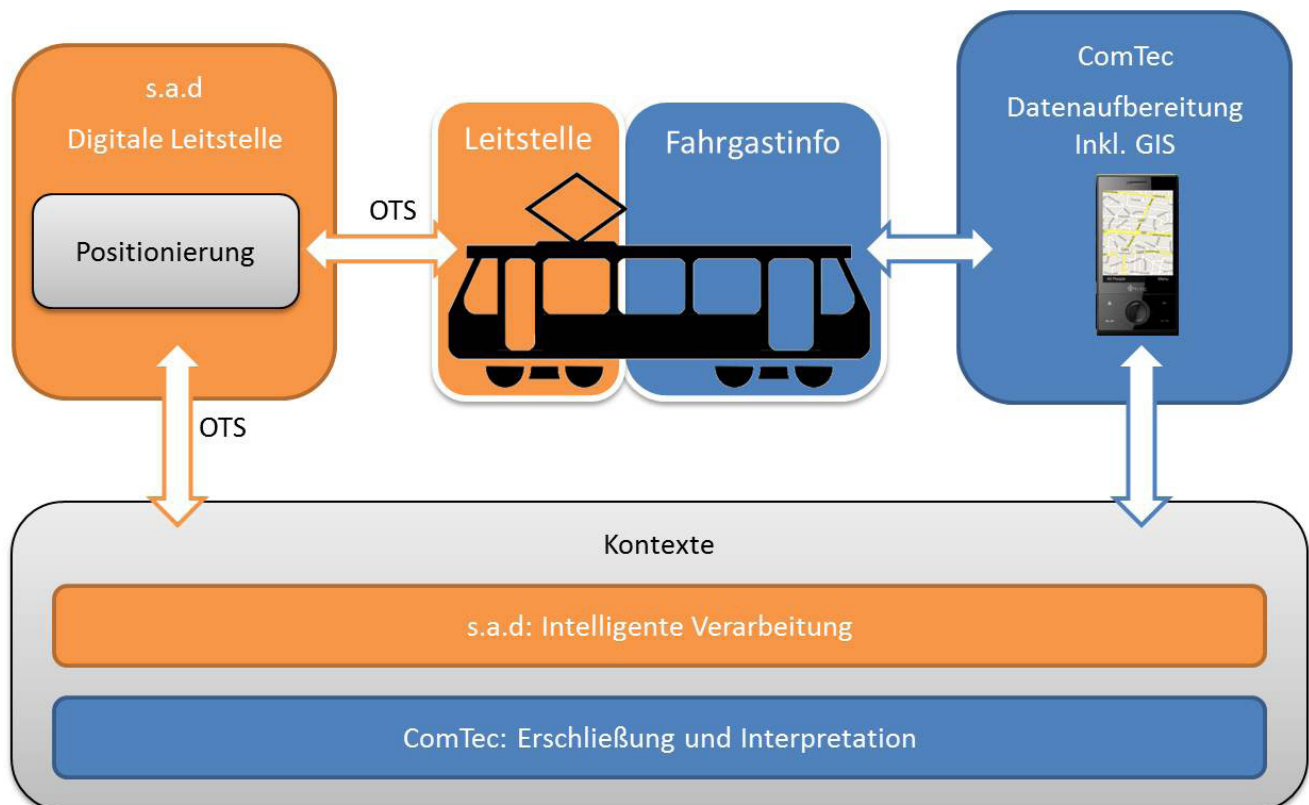 s.a.d
Digitale Leitstelle
Positionierung
OTS
Leitstelle
Fahrgastinfo
ComTec
Datenaufbereitung
Inkl. GIS
OTS
Kontexte
s.a.d: Intelligente Verarbeitung
ComTec: Erschließung und Interpretation